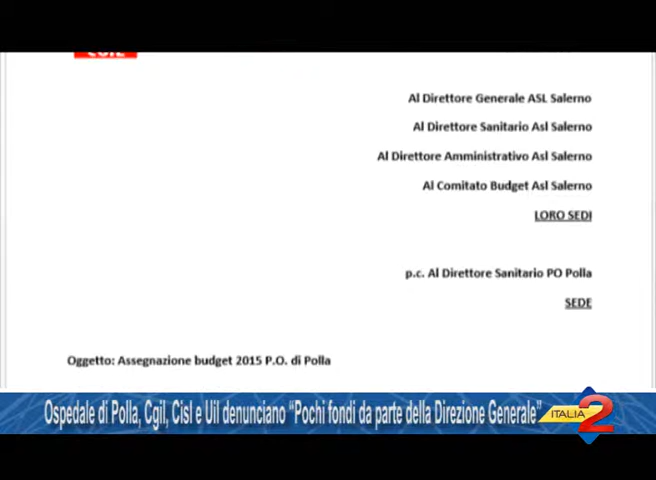 CGIL
Al Direttore Generale ASL Salerno
Al Direttore Sanitario Asl Salerno
Al Direttore Amministrativo Asl Salerno
Al Comitato Budget Asl Salerno
LORO SEDI
p.c. Al Direttore Sanitario PO Polla
SEDE
Oggetto: Assegnazione budget 2015 P.O. di Polla
Ospedale di Polla, Cgil, Cisl e Uil denunciano “Pochi fondi da parte della Direzione Generale”
ITALIA 2